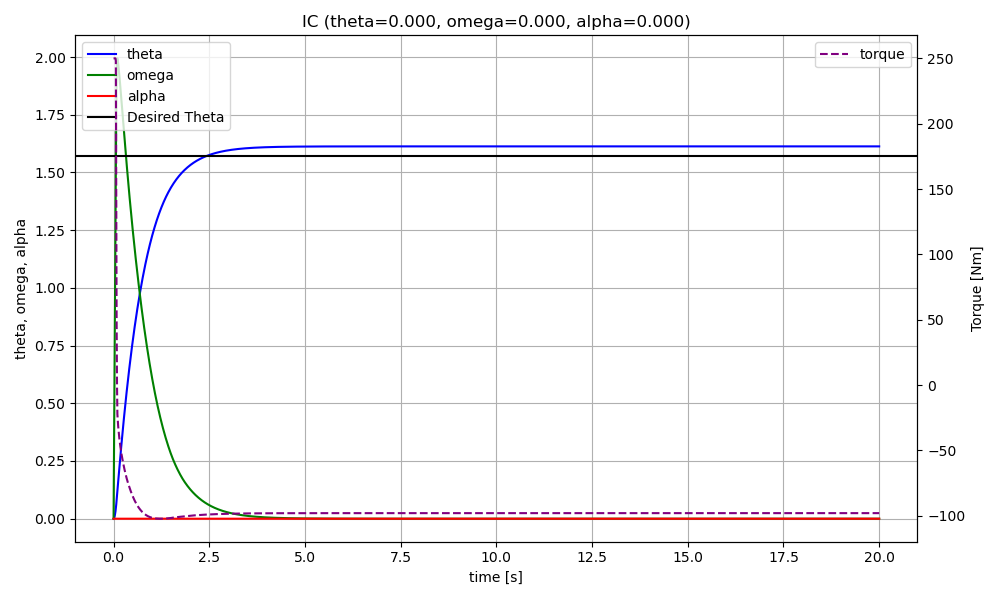 IC (theta=0.000, omega=0.000, alpha=0.000)
theta
omega
alpha
Desired Theta
torque
2.00
1.75
1.50
1.25
1.00
0.75
0.50
0.25
0.00
theta, omega, alpha
250
200
150
100
50
0
−50
−100
Torque [Nm]
0.0 2.5 5.0 7.5 10.0 12.5 15.0 17.5 20.0
time [s]